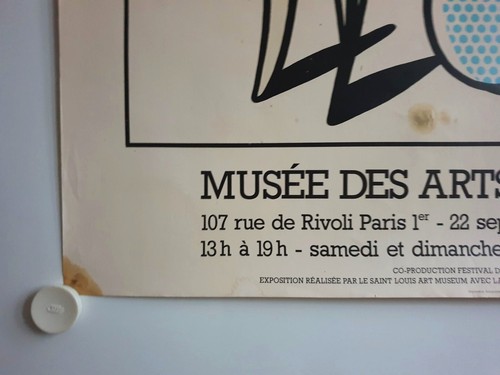 MUSÉE DES ARTS
107 rue de Rivoli Paris 1er - 22 sep
13h à 19h - samedi et dimanche
CO-PRODUCTION FESTIVAL D
EXPOSITION RÉALISÉE PAR LE SAINT LOUIS ART MUSEUM AVEC L